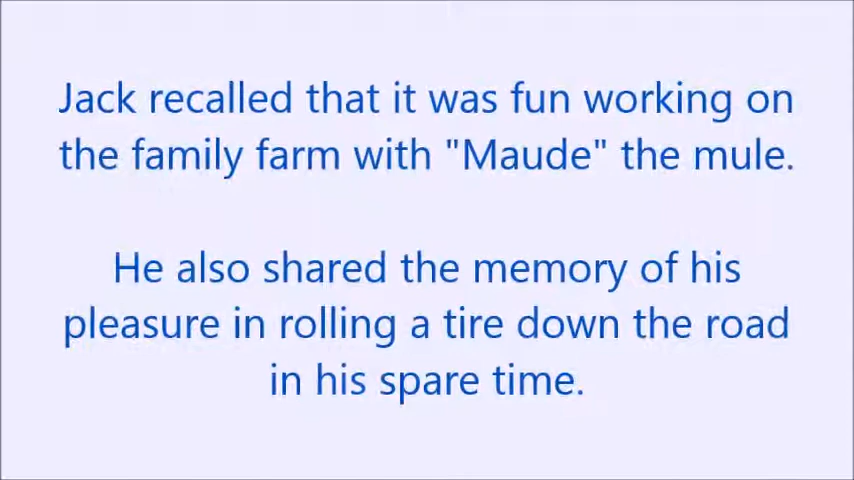 Jack recalled that it was fun working on
the family farm with "Maude" the mule.
He also shared the memory of his
pleasure in rolling a tire down the road
in his spare time.